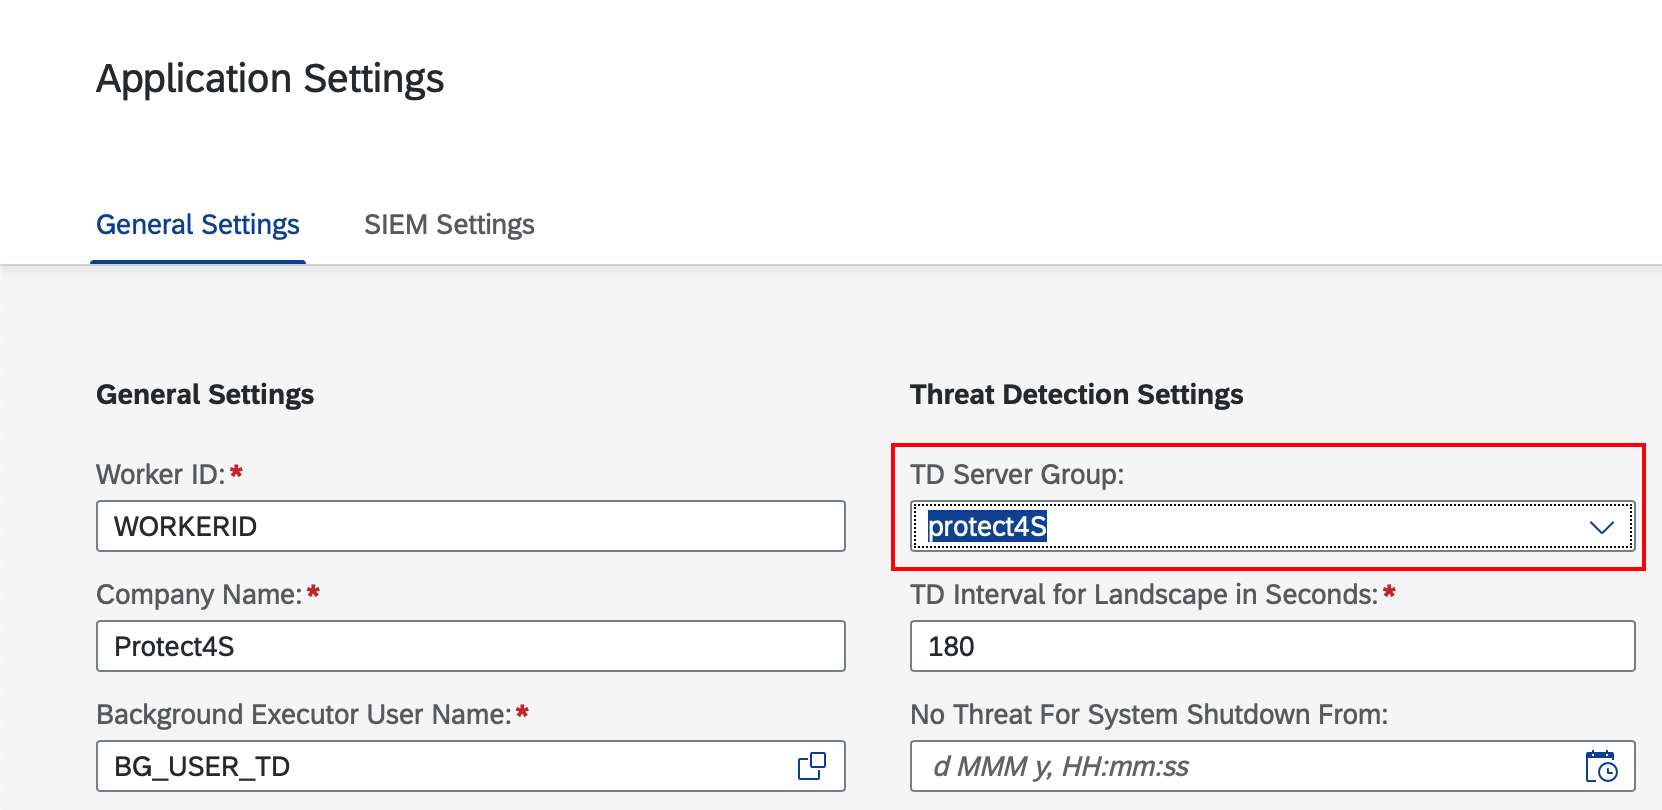 Application Settings
General Settings
SIEM Settings
General Settings
Worker ID:*
WORKERID
Company Name:*
Protect4S
Background Executor User Name:*
BG_USER_TD
Threat Detection Settings
TD Server Group:
protect4S
TD Interval for Landscape in Seconds:*
180
No Threat For System Shutdown From:
d MMM y, HH:mm:ss